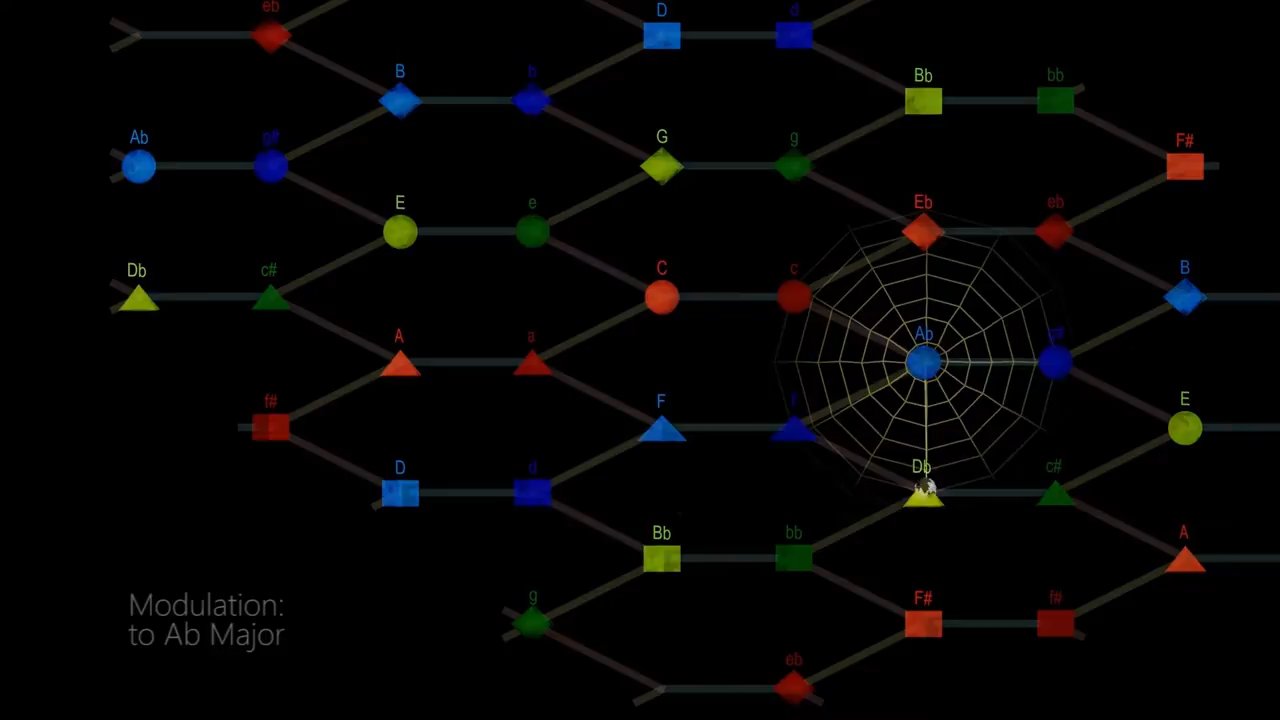 eb
D
d
B
b
Bb
bb
Ab
g#
G
g
F#
E
e
Eb
eb
Db
c#
C
c
B
A
a
Ab
g#
f#
F
f
E
D
d
Db
c#
Bb
bb
A
g
F#
f#
Modulation:
to Ab Major
eb